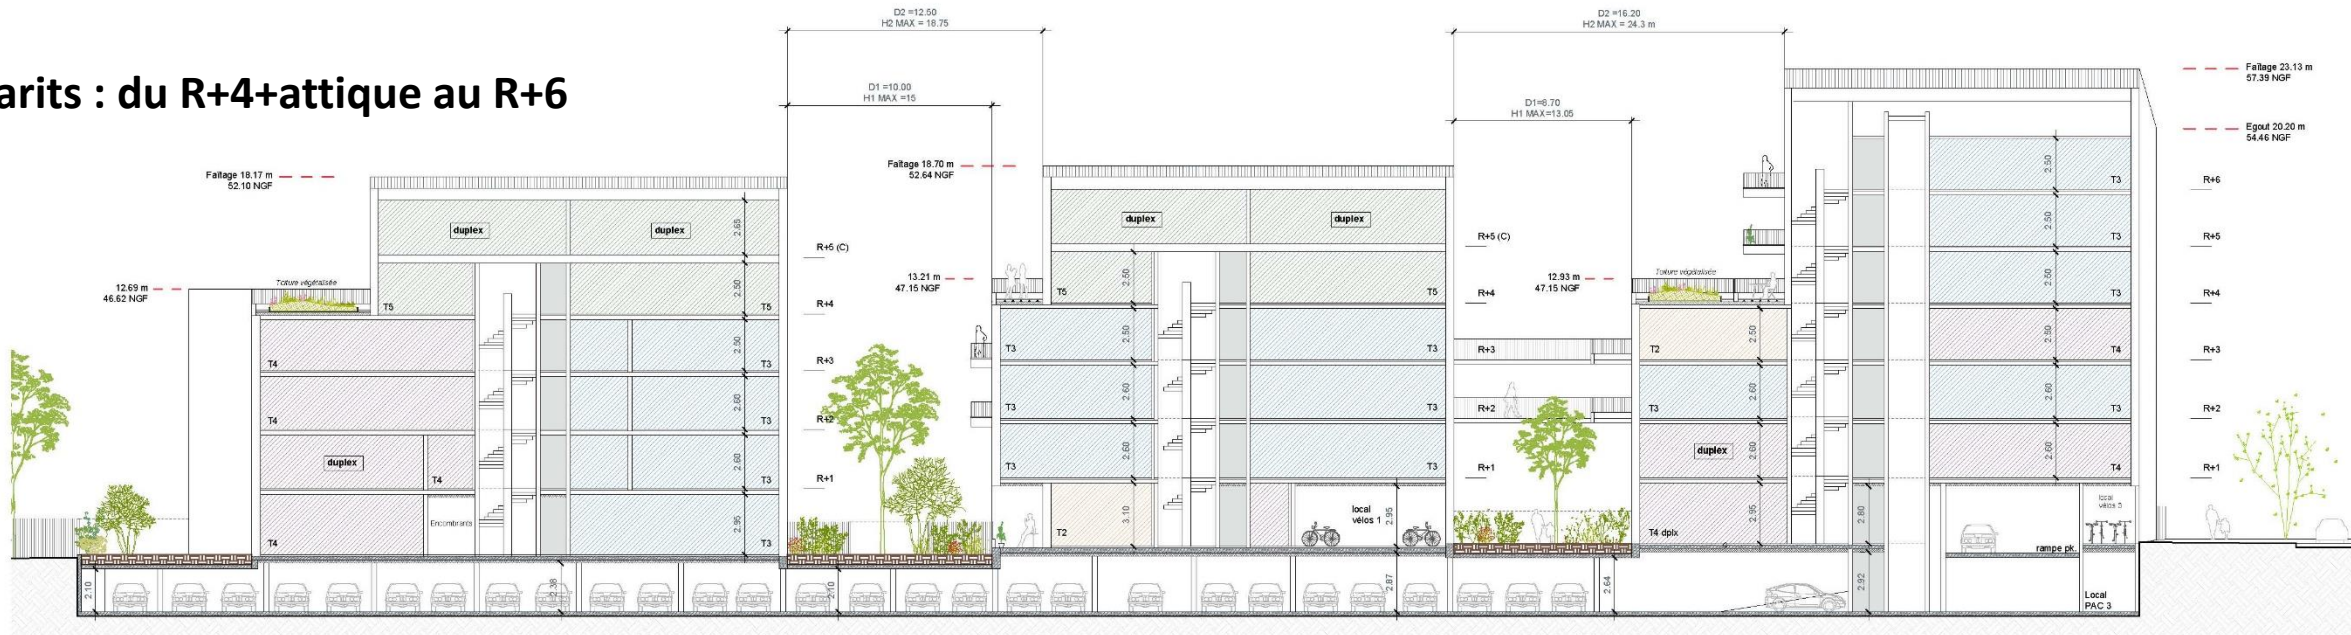 arits : du R+4+attique au R+6
D2 =12.50
H2 MAX = 18.75
D1 =10.00
H1 MAX =15
D2 =16.20
H2 MAX = 24.3 m
D1=8.70
H1 MAX=13.05
Faîtage 23.13 m
57.39 NGF
Egout 20.20 m
54.46 NGF
Faîtage 18.17 m
52.10 NGF
Faîtage 18.70 m
52.64 NGF
12.69 m
46.62 NGF
13.21 m
47.15 NGF
12.93 m
47.15 NGF
Toiture végétalisée
duplex
duplex
2.65
T5
T5
2.50
T4
T3
2.50
T4
T3
2.60
duplex
T4
T3
2.60
T4
Encombrants
T3
2.95
R+5 (C)
R+4
R+3
R+2
R+1
duplex
duplex
T5
2.50
T5
T3
2.50
T3
T3
2.60
T3
T3
2.60
T3
T2
3.10
local
vélos 1
2.95
R+5 (C)
R+4
R+3
R+2
R+1
Toiture végétalisée
T2
2.50
T3
2.60
duplex
2.60
T4 dplx
2.95
2.50
T3
2.50
T3
2.50
T3
2.50
T4
2.60
T3
2.60
T4
2.80
local
rampe pk.
R+6
R+5
R+4
R+3
R+2
R+1
2.10
2.38
2.10
2.87
2.64
2.92
Local
PAC 3